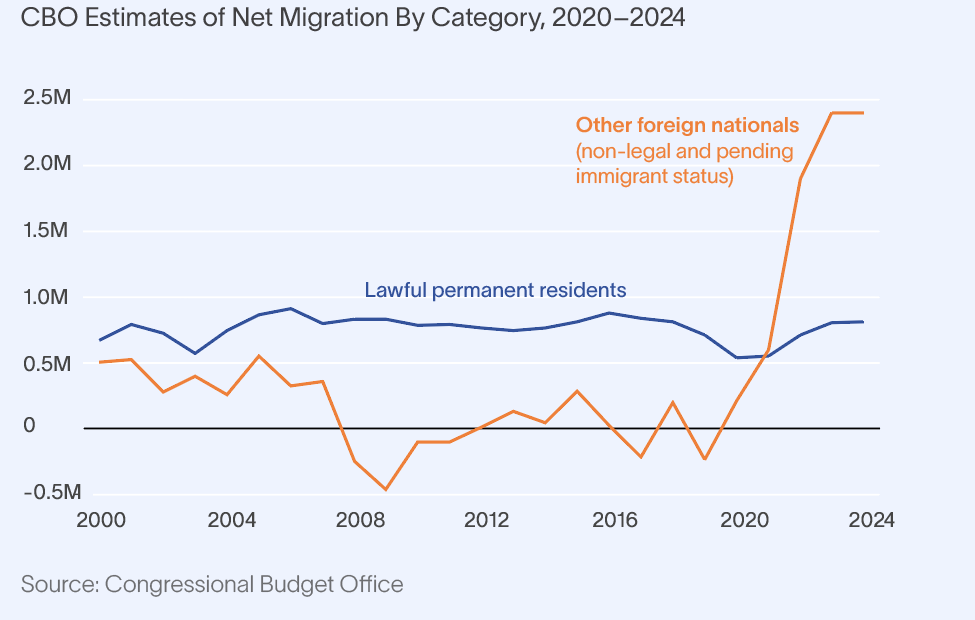 CBO Estimates of Net Migration By Category, 2020–2024
2.5M
Other foreign nationals
(non-legal and pending
immigrant status)
2.0M
1.5M
1.0M
Lawful permanent residents
0.5M
0
-0.5M
2000 2004 2008 2012 2016 2020 2024
Source: Congressional Budget Office